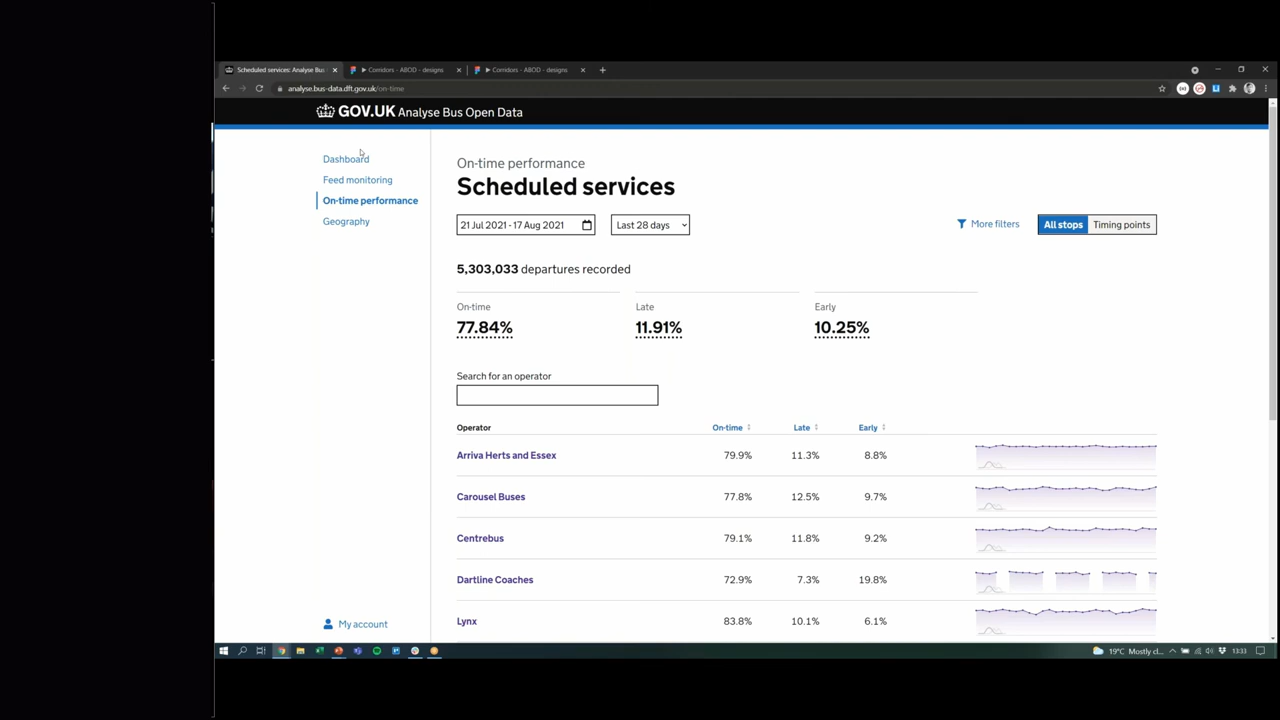 Scheduled services: Analyse Bus
Corridors - ABOD - designs
Corridors - ABOD - designs
analyse.bus-data.dft.gov.uk/on-time
GOV.UK Analyse Bus Open Data
Dashboard
Feed monitoring
On-time performance
Geography
On-time performance
Scheduled services
21 Jul 2021 - 17 Aug 2021
Last 28 days
More filters
All stops
Timing points
5,303,033 departures recorded
On-time
Late
Early
77.84%
11.91%
10.25%
Search for an operator
Operator
On-time
Late
Early
Arriva Herts and Essex
79.9%
11.3%
8.8%
Carousel Buses
77.8%
12.5%
9.7%
Centrebus
79.1%
11.8%
9.2%
Dartline Coaches
72.9%
7.3%
19.8%
Lynx
83.8%
10.1%
6.1%
My account
19°C Mostly cl...
13:33